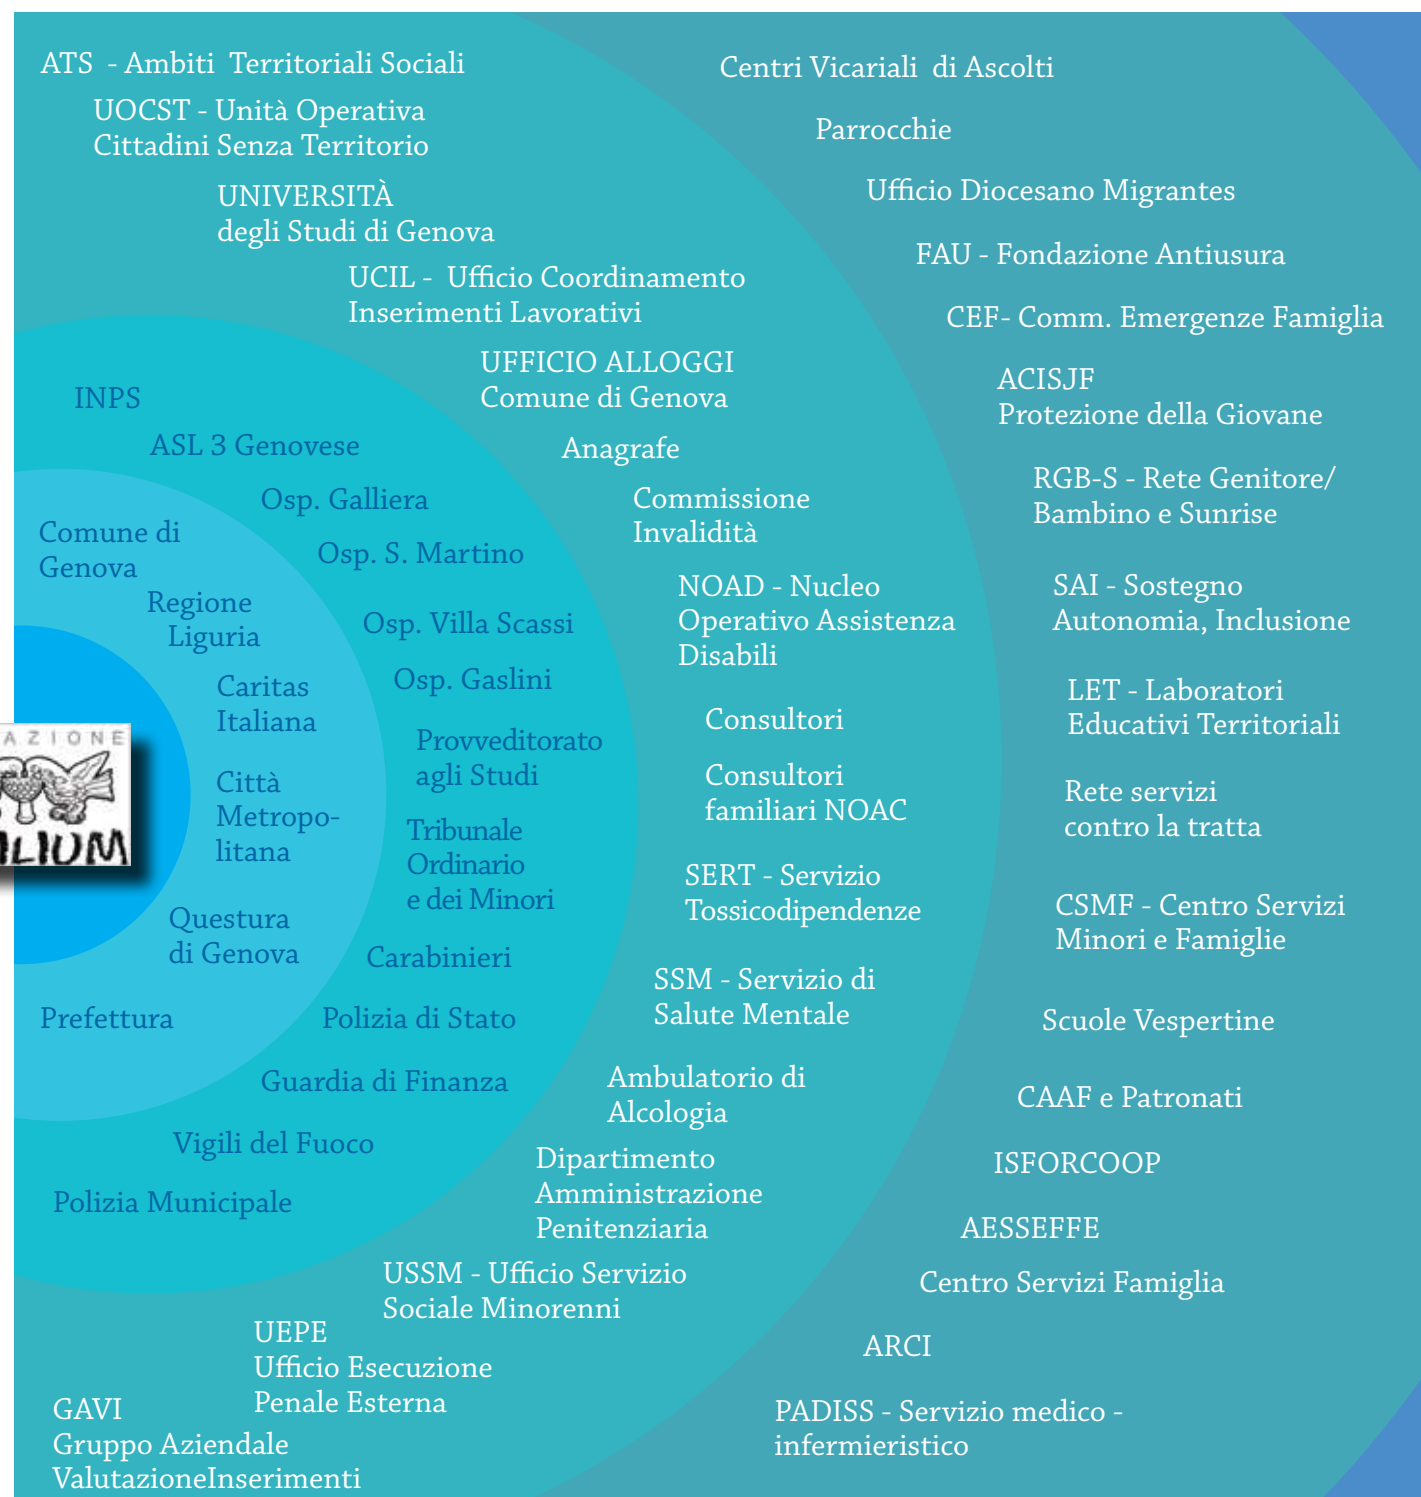 ATS - Ambiti Territoriali Sociali
UOCST - Unità Operativa
Cittadini Senza Territorio
UNIVERSITÀ
degli Studi di Genova
UCIL - Ufficio Coordinamento
Inserimenti Lavorativi
UFFICIO ALLOGGI
Comune di Genova
Anagrafe
Commissione
Invalidità
NOAD - Nucleo
Operativo Assistenza
Disabili
Consultori
Consultori
familiari NOAC
SERT - Servizio
Tossicodipendenze
SSM - Servizio di
Salute Mentale
Ambulatorio di
Alcologia
Dipartimento
Amministrazione
Penitenziaria
USSM - Ufficio Servizio
Sociale Minorenni
UEPE
Ufficio Esecuzione
Penale Esterna
GAVI
Gruppo Aziendale
ValutazioneInserimenti
INPS
ASL 3 Genovese
Osp. Galliera
Osp. S. Martino
Osp. Villa Scassi
Osp. Gaslini
Provveditorato
agli Studi
Tribunale
Ordinario
e dei Minori
Carabinieri
Polizia di Stato
Guardia di Finanza
Vigili del Fuoco
Polizia Municipale
Comune di
Genova
Regione
Liguria
Caritas
Italiana
Città
Metropo-
litana
Questura
di Genova
Prefettura
AZIONE
ILIUM
Centri Vicariali di Ascolti
Parrocchie
Ufficio Diocesano Migrantes
FAU - Fondazione Antiusura
CEF- Comm. Emergenze Famiglia
ACISJF
Protezione della Giovane
RGB-S - Rete Genitore/
Bambino e Sunrise
SAI - Sostegno
Autonomia, Inclusione
LET - Laboratori
Educativi Territoriali
Rete servizi
contro la tratta
CSMF - Centro Servizi
Minori e Famiglie
Scuole Vespertine
CAAF e Patronati
ISFORCOOP
AESSEFFE
Centro Servizi Famiglia
ARCI
PADISS - Servizio medico -
infermieristico